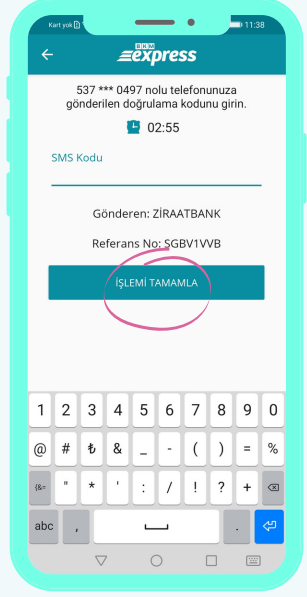 Kart yok
11:38
BKM
express
537 *** 0497 nolu telefonunuza
gönderilen doğrulama kodunu girin.
02:55
SMS Kodu
Gönderen: ZİRAATBANK
Referans No: SGBV1VVB
İŞLEMİ TAMAMLA
1 2 3 4 5 6 7 8 9 0
@ # ₺ & _ - ( ) = %
{&= " * ' : / ! ? +
abc , .